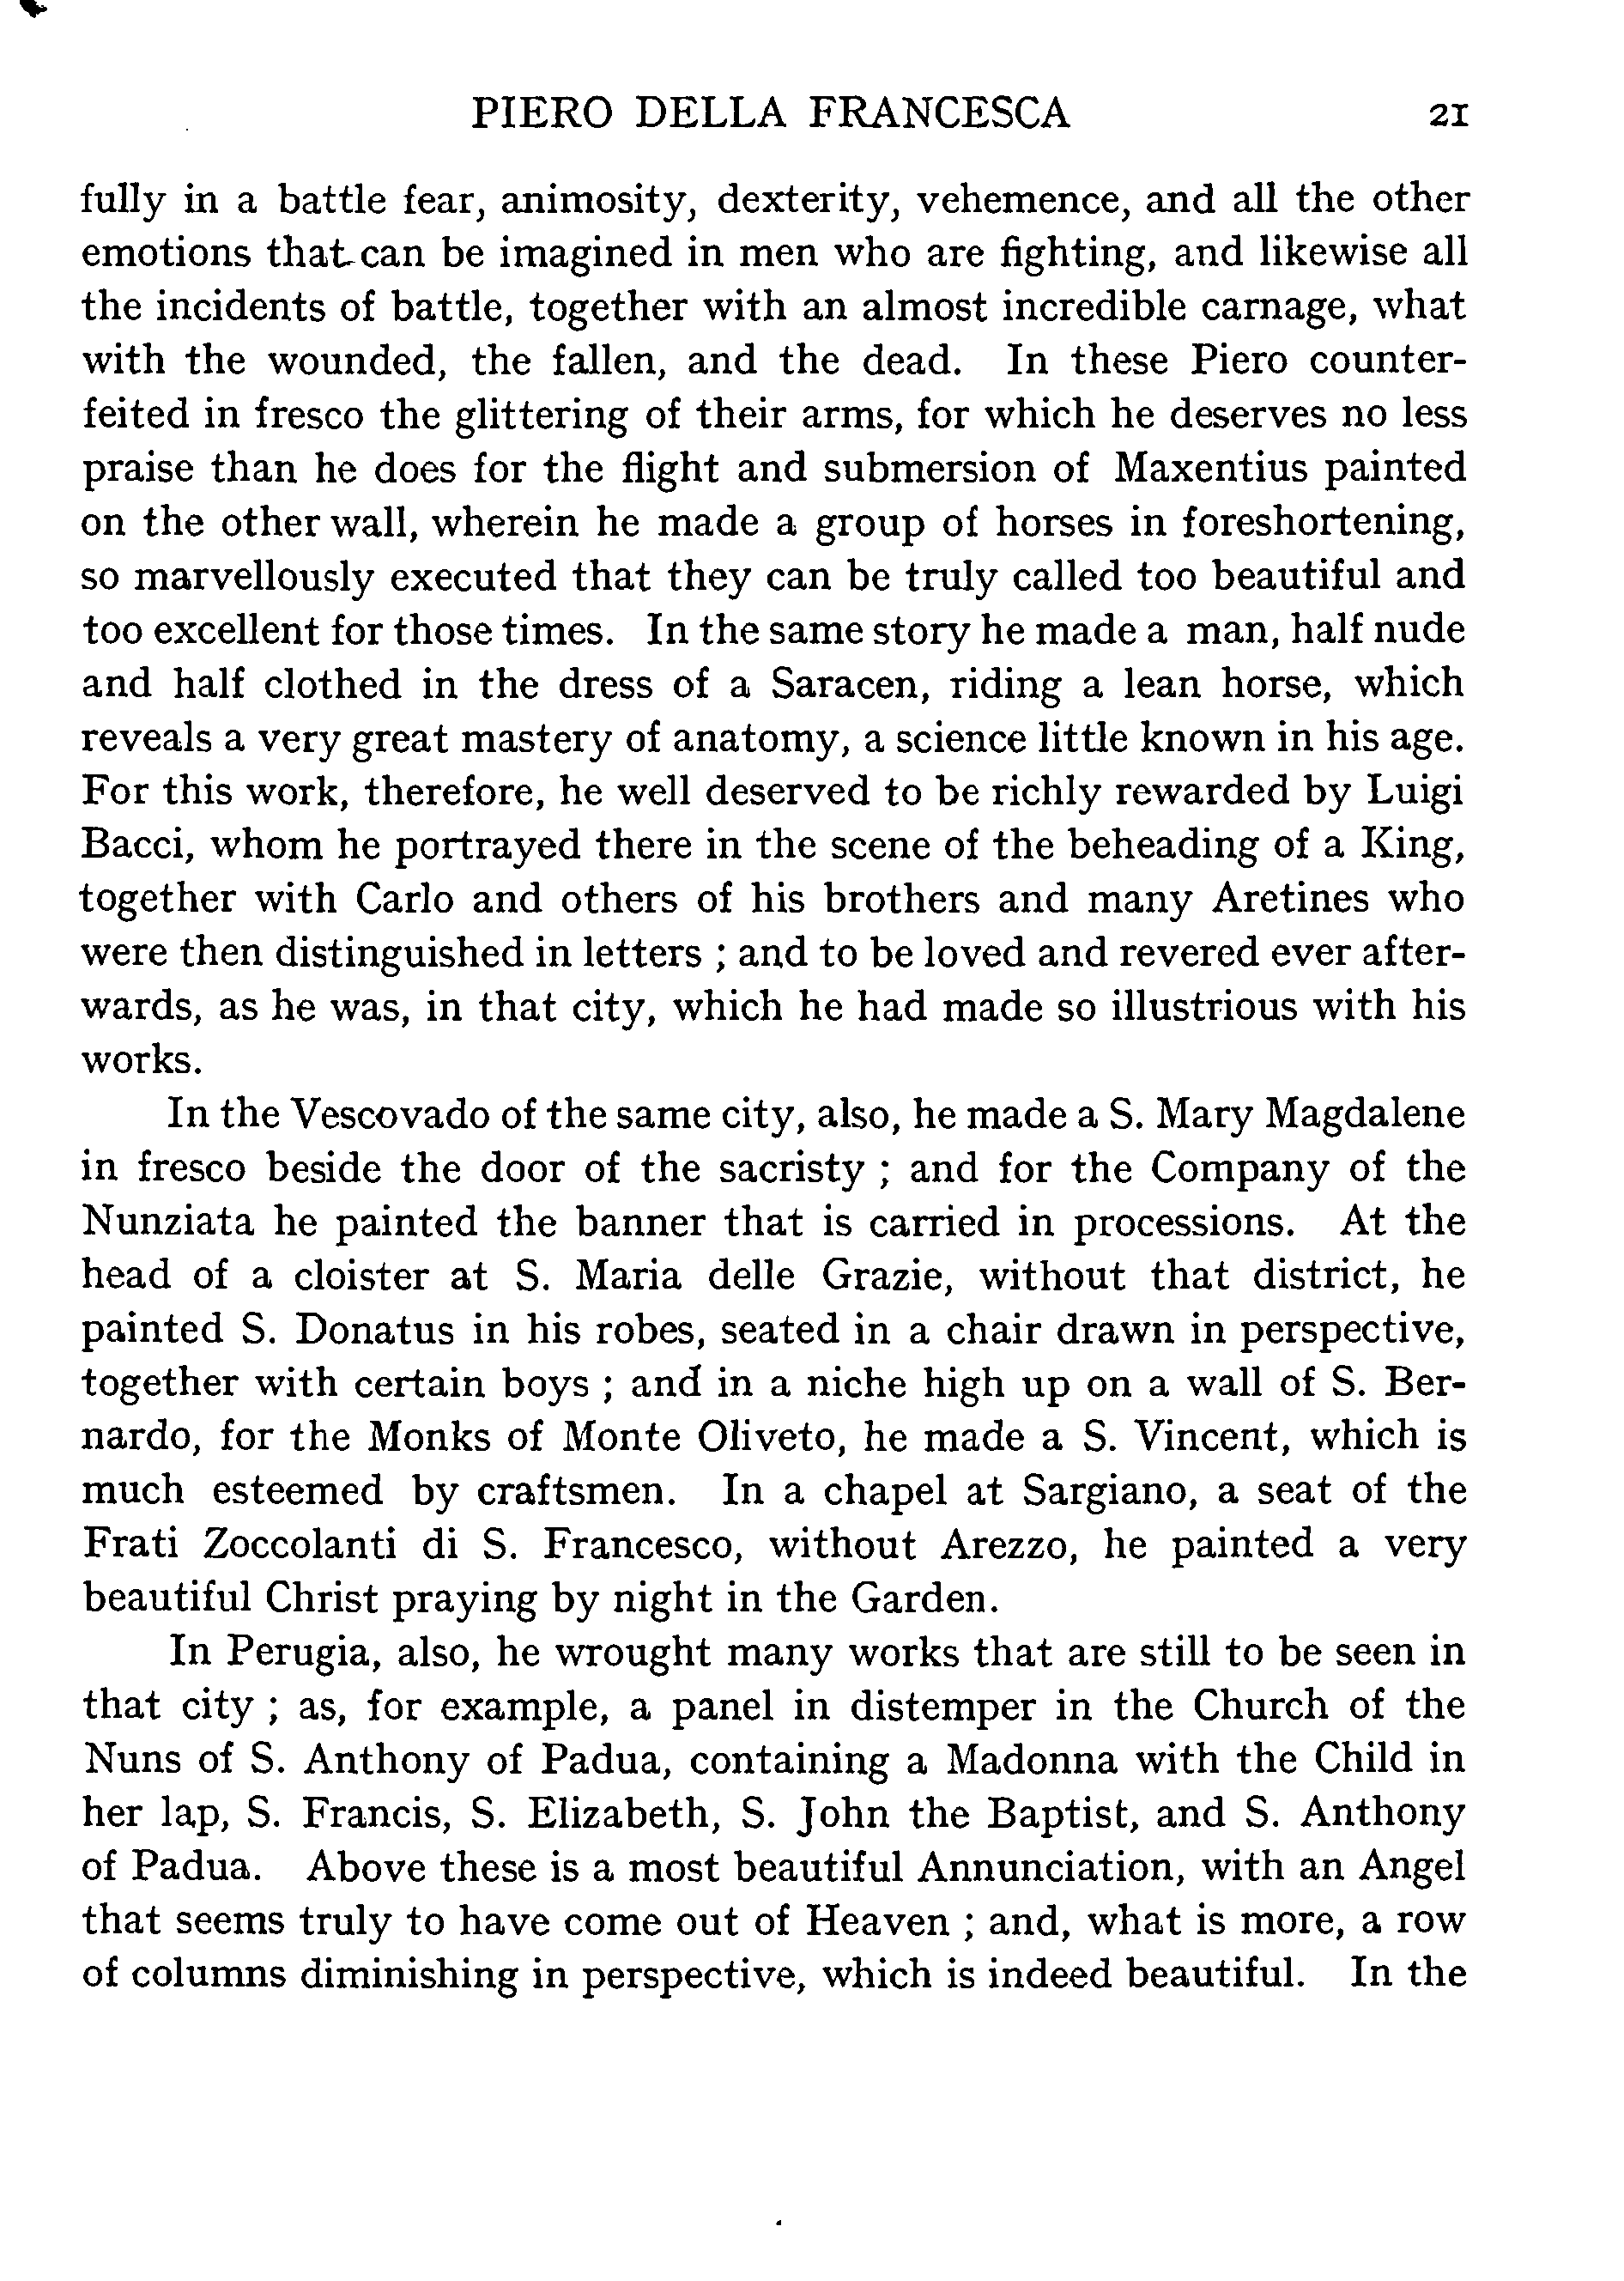 PIERO DELLA FRANCESCA 21
fully in a battle fear, animosity, dexterity, vehemence, and all the other
emotions that can be imagined in men who are fighting, and likewise all
the incidents of battle, together with an almost incredible carnage, what
with the wounded, the fallen, and the dead. In these Piero counter-
feited in fresco the glittering of their arms, for which he deserves no less
praise than he does for the flight and submersion of Maxentius painted
on the other wall, wherein he made a group of horses in foreshortening,
so marvellously executed that they can be truly called too beautiful and
too excellent for those times. In the same story he made a man, half nude
and half clothed in the dress of a Saracen, riding a lean horse, which
reveals a very great mastery of anatomy, a science little known in his age.
For this work, therefore, he well deserved to be richly rewarded by Luigi
Bacci, whom he portrayed there in the scene of the beheading of a King,
together with Carlo and others of his brothers and many Aretines who
were then distinguished in letters ; and to be loved and revered ever after-
wards, as he was, in that city, which he had made so illustrious with his
works.
In the Vescovado of the same city, also, he made a S. Mary Magdalene
in fresco beside the door of the sacristy ; and for the Company of the
Nunziata he painted the banner that is carried in processions. At the
head of a cloister at S. Maria delle Grazie, without that district, he
painted S. Donatus in his robes, seated in a chair drawn in perspective,
together with certain boys ; and in a niche high up on a wall of S. Ber-
nardo, for the Monks of Monte Oliveto, he made a S. Vincent, which is
much esteemed by craftsmen. In a chapel at Sargiano, a seat of the
Frati Zoccolanti di S. Francesco, without Arezzo, he painted a very
beautiful Christ praying by night in the Garden.
In Perugia, also, he wrought many works that are still to be seen in
that city ; as, for example, a panel in distemper in the Church of the
Nuns of S. Anthony of Padua, containing a Madonna with the Child in
her lap, S. Francis, S. Elizabeth, S. John the Baptist, and S. Anthony
of Padua. Above these is a most beautiful Annunciation, with an Angel
that seems truly to have come out of Heaven ; and, what is more, a row
of columns diminishing in perspective, which is indeed beautiful. In the